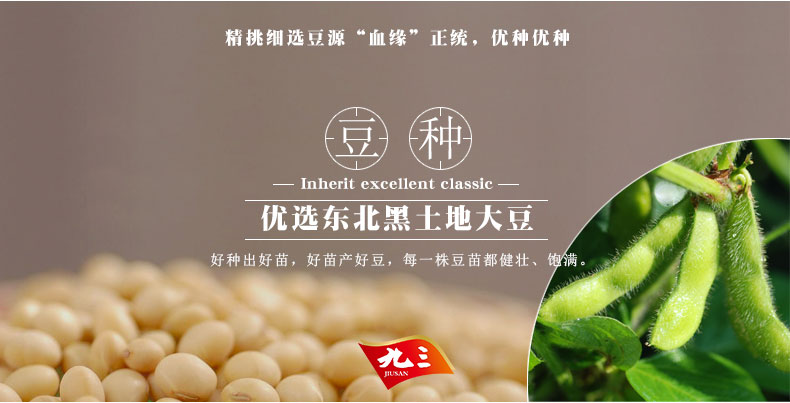 精挑细选豆源“血缘”正统，优种优种
豆 种
Inherit excellent classic
优选东北黑土地大豆
好种出好苗，好苗产好豆，每一株豆苗都健壮、饱满。
九三
JIUSAN